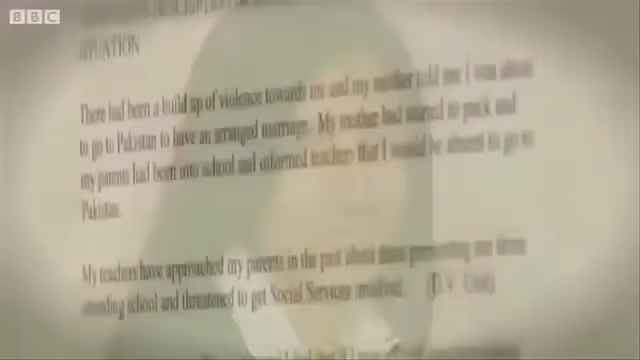 BBC
SITUATION
There had been a build up of violence towards me and my mother told me I was about
to go to Pakistan to have an arranged marriage. My mother had started to pack and
my parents had been into school and informed teachers that I would be absent to go to
Pakistan.
My teachers have approached my parents in the past about them preventing me from
attending school and threatened to get Social Services involved. (D.V. Unit)